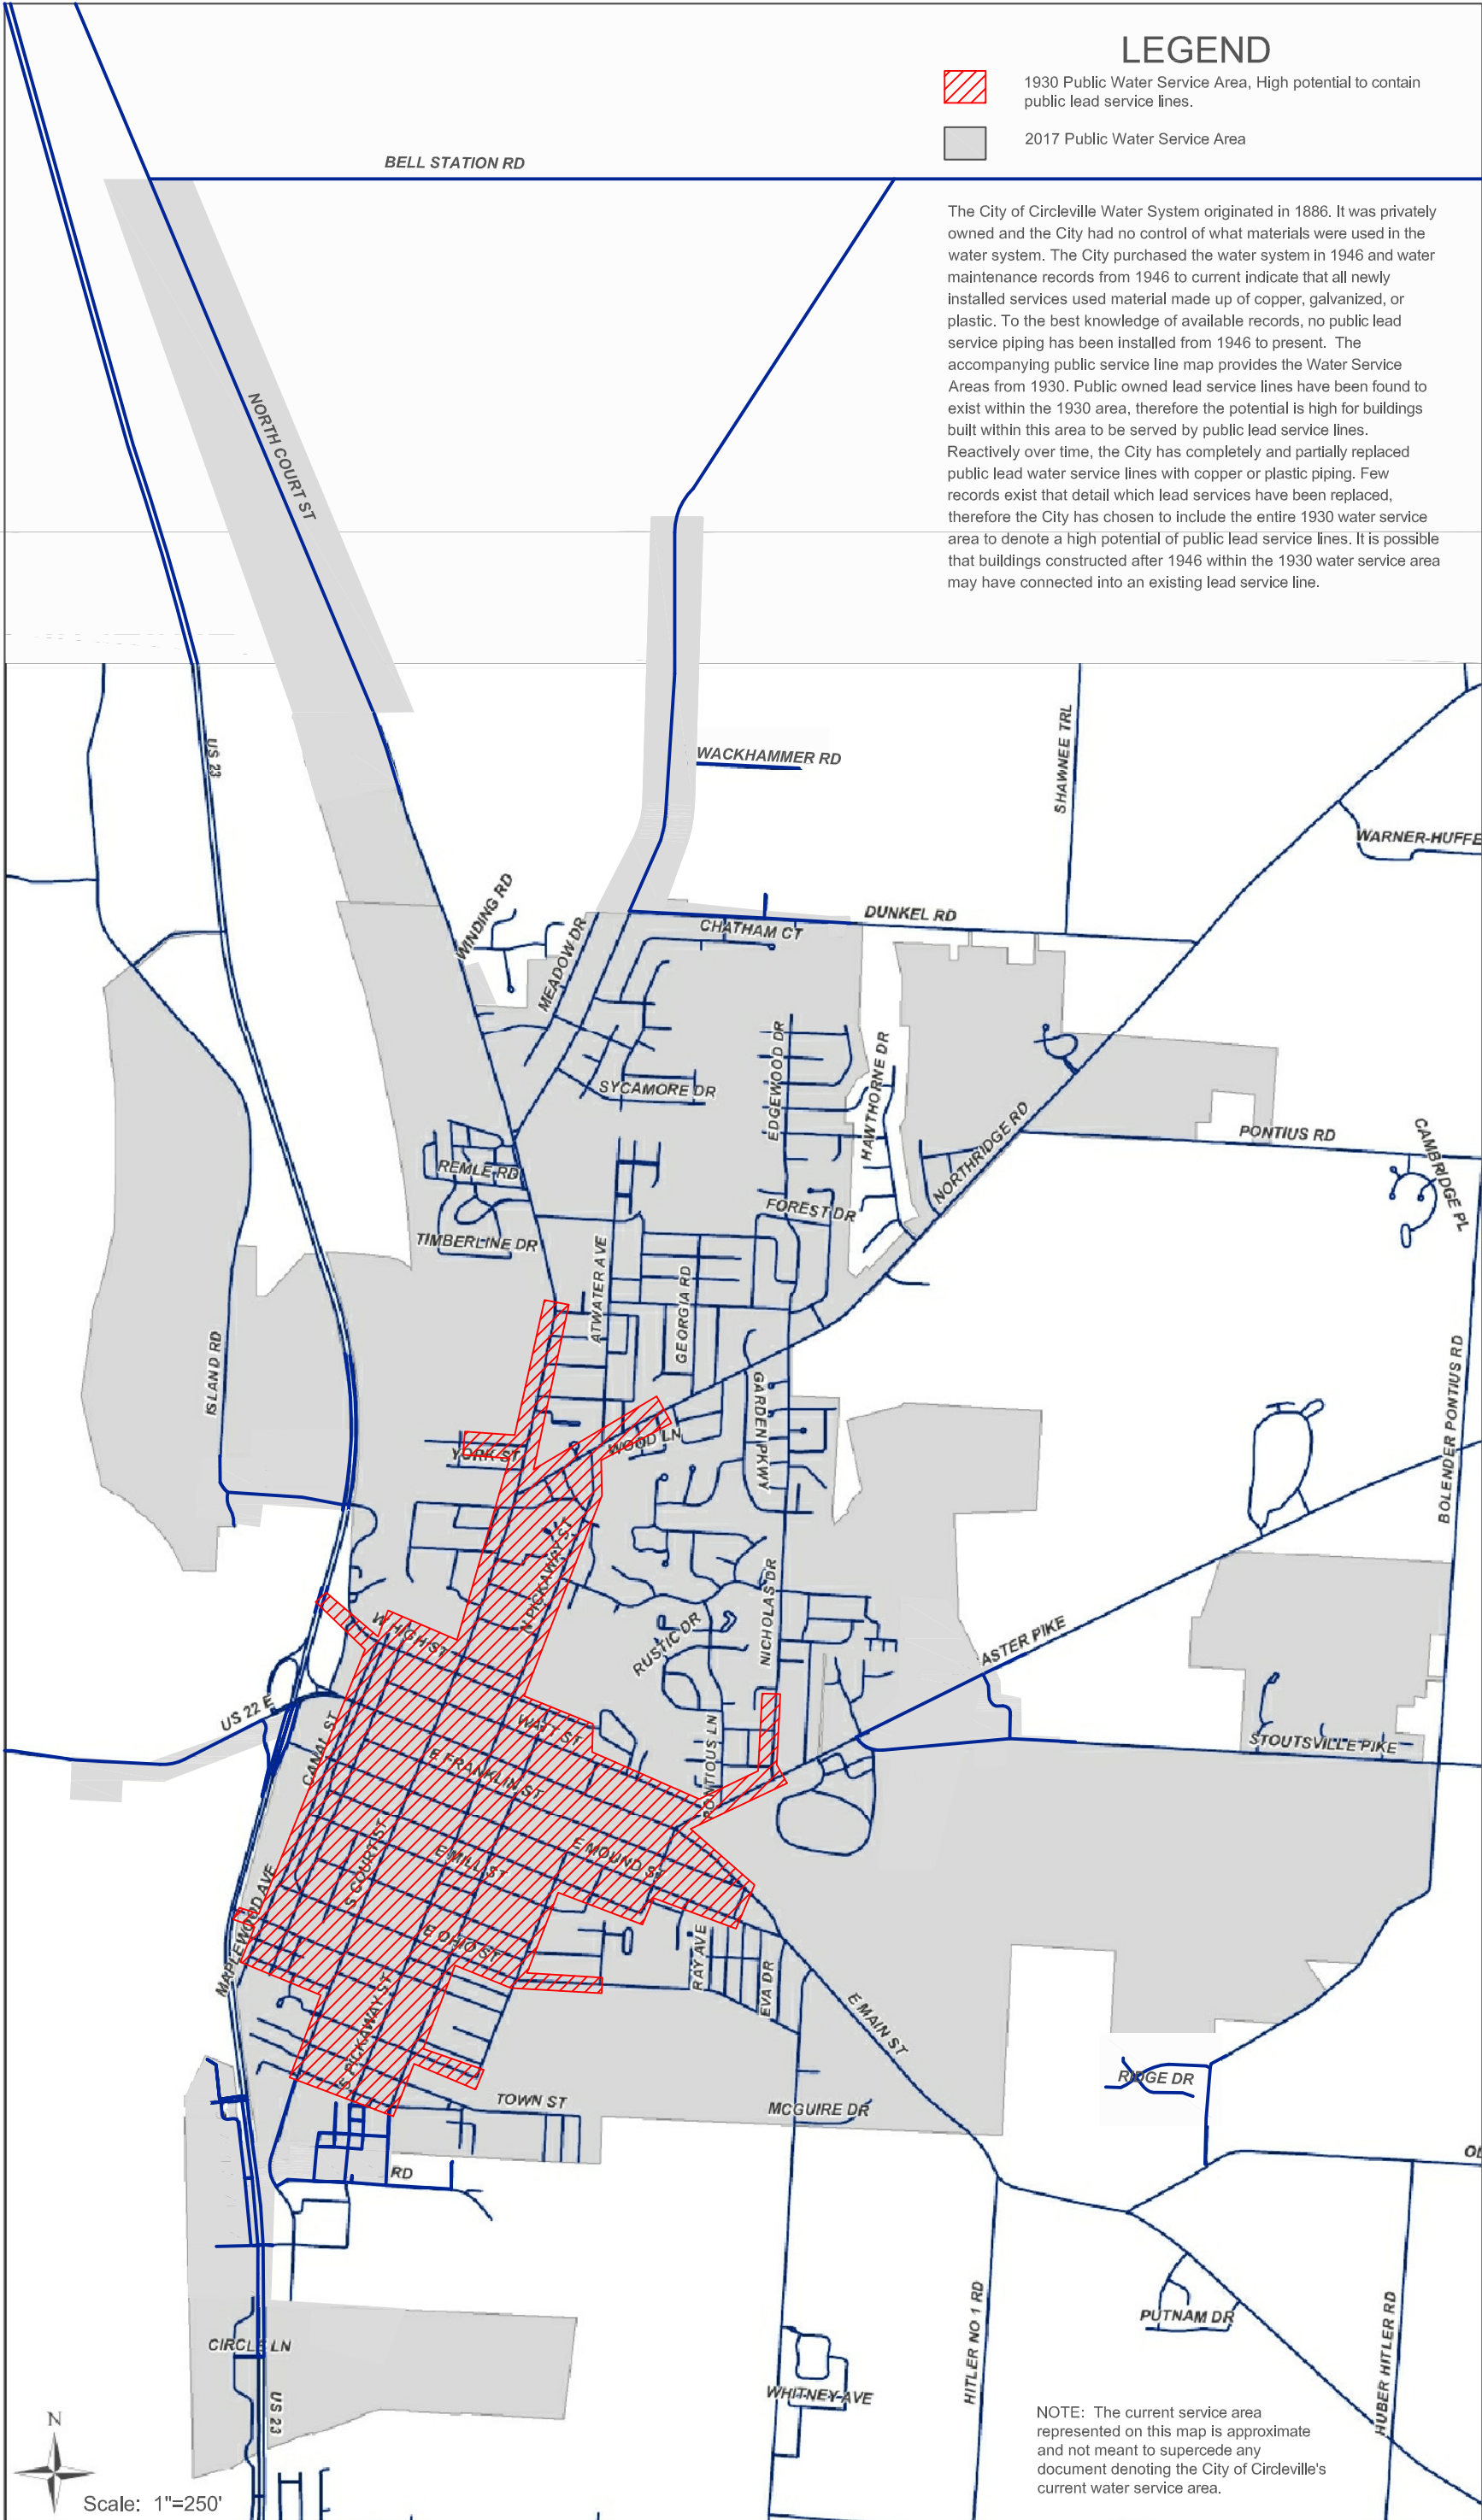 LEGEND
1930 Public Water Service Area, High potential to contain
public lead service lines.
2017 Public Water Service Area
BELL STATION RD
The City of Circleville Water System originated in 1886. It was privately
owned and the City had no control of what materials were used in the
water system. The City purchased the water system in 1946 and water
maintenance records from 1946 to current indicate that all newly
installed services used material made up of copper, galvanized, or
plastic. To the best knowledge of available records, no public lead
service piping has been installed from 1946 to present. The
accompanying public service line map provides the Water Service
Areas from 1930. Public owned lead service lines have been found to
exist within the 1930 area, therefore the potential is high for buildings
built within this area to be served by public lead service lines.
Reactively over time, the City has completely and partially replaced
public lead water service lines with copper or plastic piping. Few
records exist that detail which lead services have been replaced,
therefore the City has chosen to include the entire 1930 water service
area to denote a high potential of public lead service lines. It is possible
that buildings constructed after 1946 within the 1930 water service area
may have connected into an existing lead service line.
NORTH COURT ST
US 23
WACKHAMMER RD
SHAWNEE TRL
WARNER-HUFFE
WINDING RD
MEADOW DR
CHATHAM CT
DUNKEL RD
SYCAMORE DR
EDGEWOOD DR
HAWTHORNE DR
NORTHRIDGE RD
PONTIUS RD
CAMBRIDGE PL
REMLE RD
TIMBERLINE DR
FOREST DR
ATWATER AVE
GEORGIA RD
ISLAND RD
GARDEN PKWY
BOLENDER PONTIUS RD
YORK ST
WOOD LN
N PICKAWAY ST
NICHOLAS DR
W HIGH ST
RUSTIC DR
ASTER PIKE
US 22 E
CANAL ST
WATT ST
PONTIOUS LN
STOUTSVILLE PIKE
E FRANKLIN ST
S COURT ST
E MILL ST
E MOUND ST
MAPLEWOOD AVE
E OHIO ST
RAY AVE
EVA DR
S PICKAWAY ST
E MAIN ST
RIDGE DR
TOWN ST
MCGUIRE DR
OL
RD
HITLER NO 1 RD
PUTNAM DR
HUBER HITLER RD
CIRCLE LN
US 23
WHITNEY AVE
NOTE: The current service area
represented on this map is approximate
and not meant to supercede any
document denoting the City of Circleville's
current water service area.
N
Scale: 1"=250'